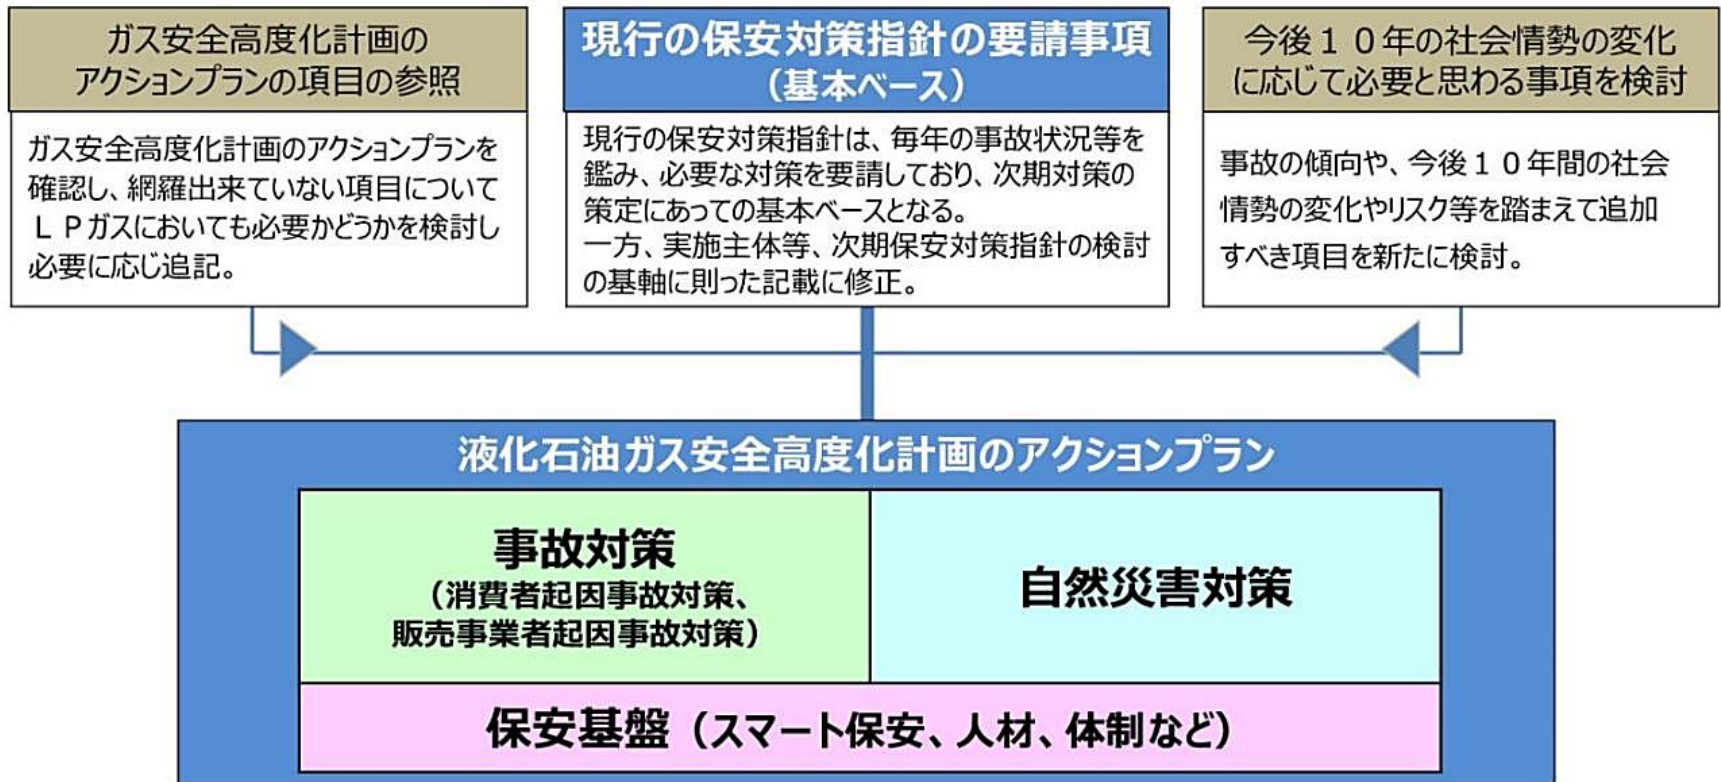 ガス安全高度化計画の
アクションプランの項目の参照
ガス安全高度化計画のアクションプランを
確認し、網羅出来ていない項目について
ＬＰガスにおいても必要かどうかを検討し
必要に応じ追記。
現行の保安対策指針の要請事項
（基本ベース）
現行の保安対策指針は、毎年の事故状況等を
鑑み、必要な対策を要請しており、次期対策の
策定にあっての基本ベースとなる。
一方、実施主体等、次期保安対策指針の検討
の基軸に則った記載に修正。
今後１０年の社会情勢の変化
に応じて必要と思わる事項を検討
事故の傾向や、今後１０年間の社会
情勢の変化やリスク等を踏まえて追加
すべき項目を新たに検討。
液化石油ガス安全高度化計画のアクションプラン
事故対策
（消費者起因事故対策、
販売事業者起因事故対策）
自然災害対策
保安基盤（スマート保安、人材、体制など）